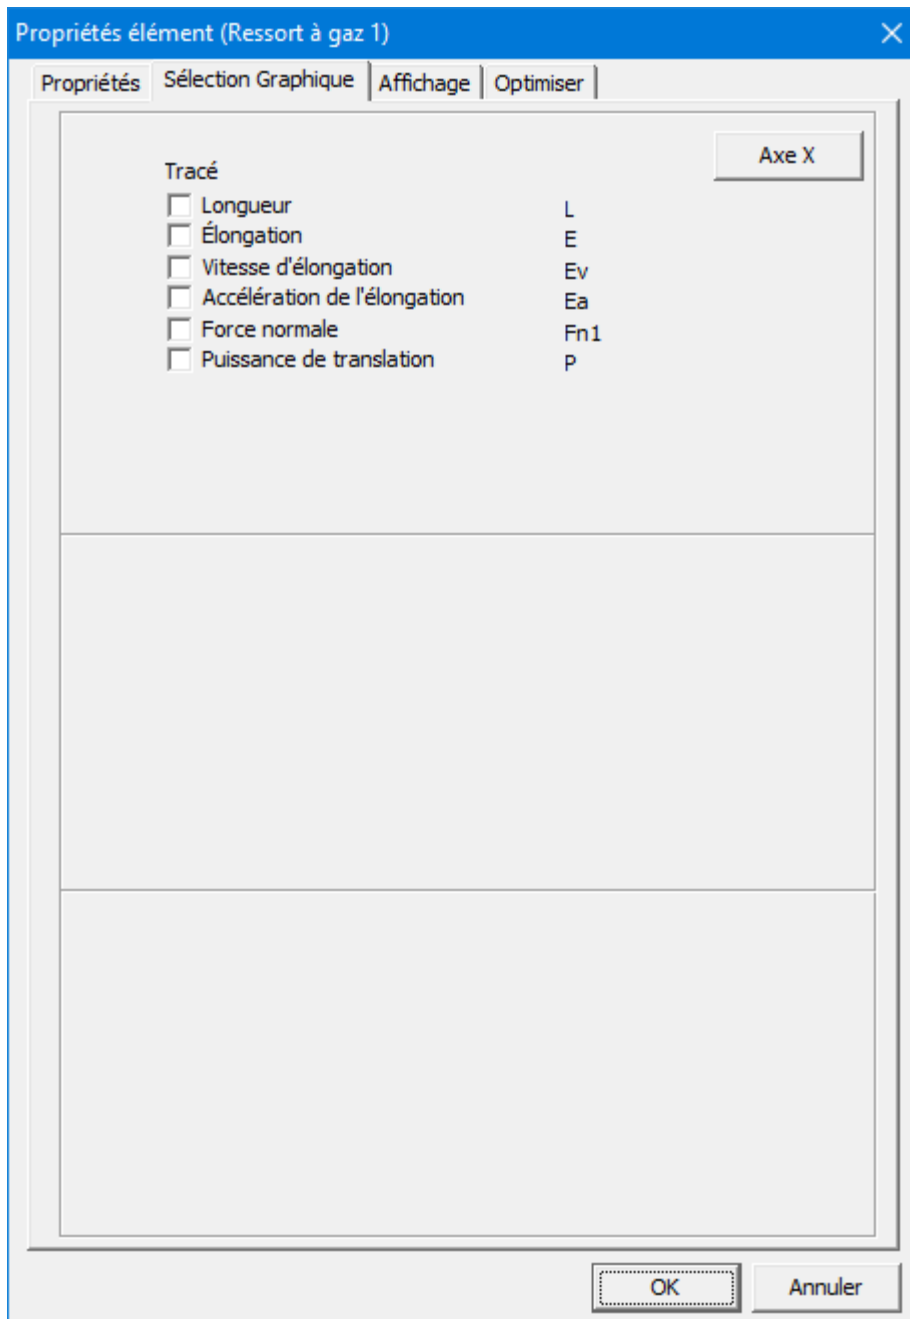 Propriétés élément (Ressort à gaz 1)
Propriétés Sélection Graphique Affichage Optimiser
Axe X
Tracé
Longueur L
Élongation E
Vitesse d'élongation Ev
Accélération de l'élongation Ea
Force normale Fn1
Puissance de translation P
OK Annuler